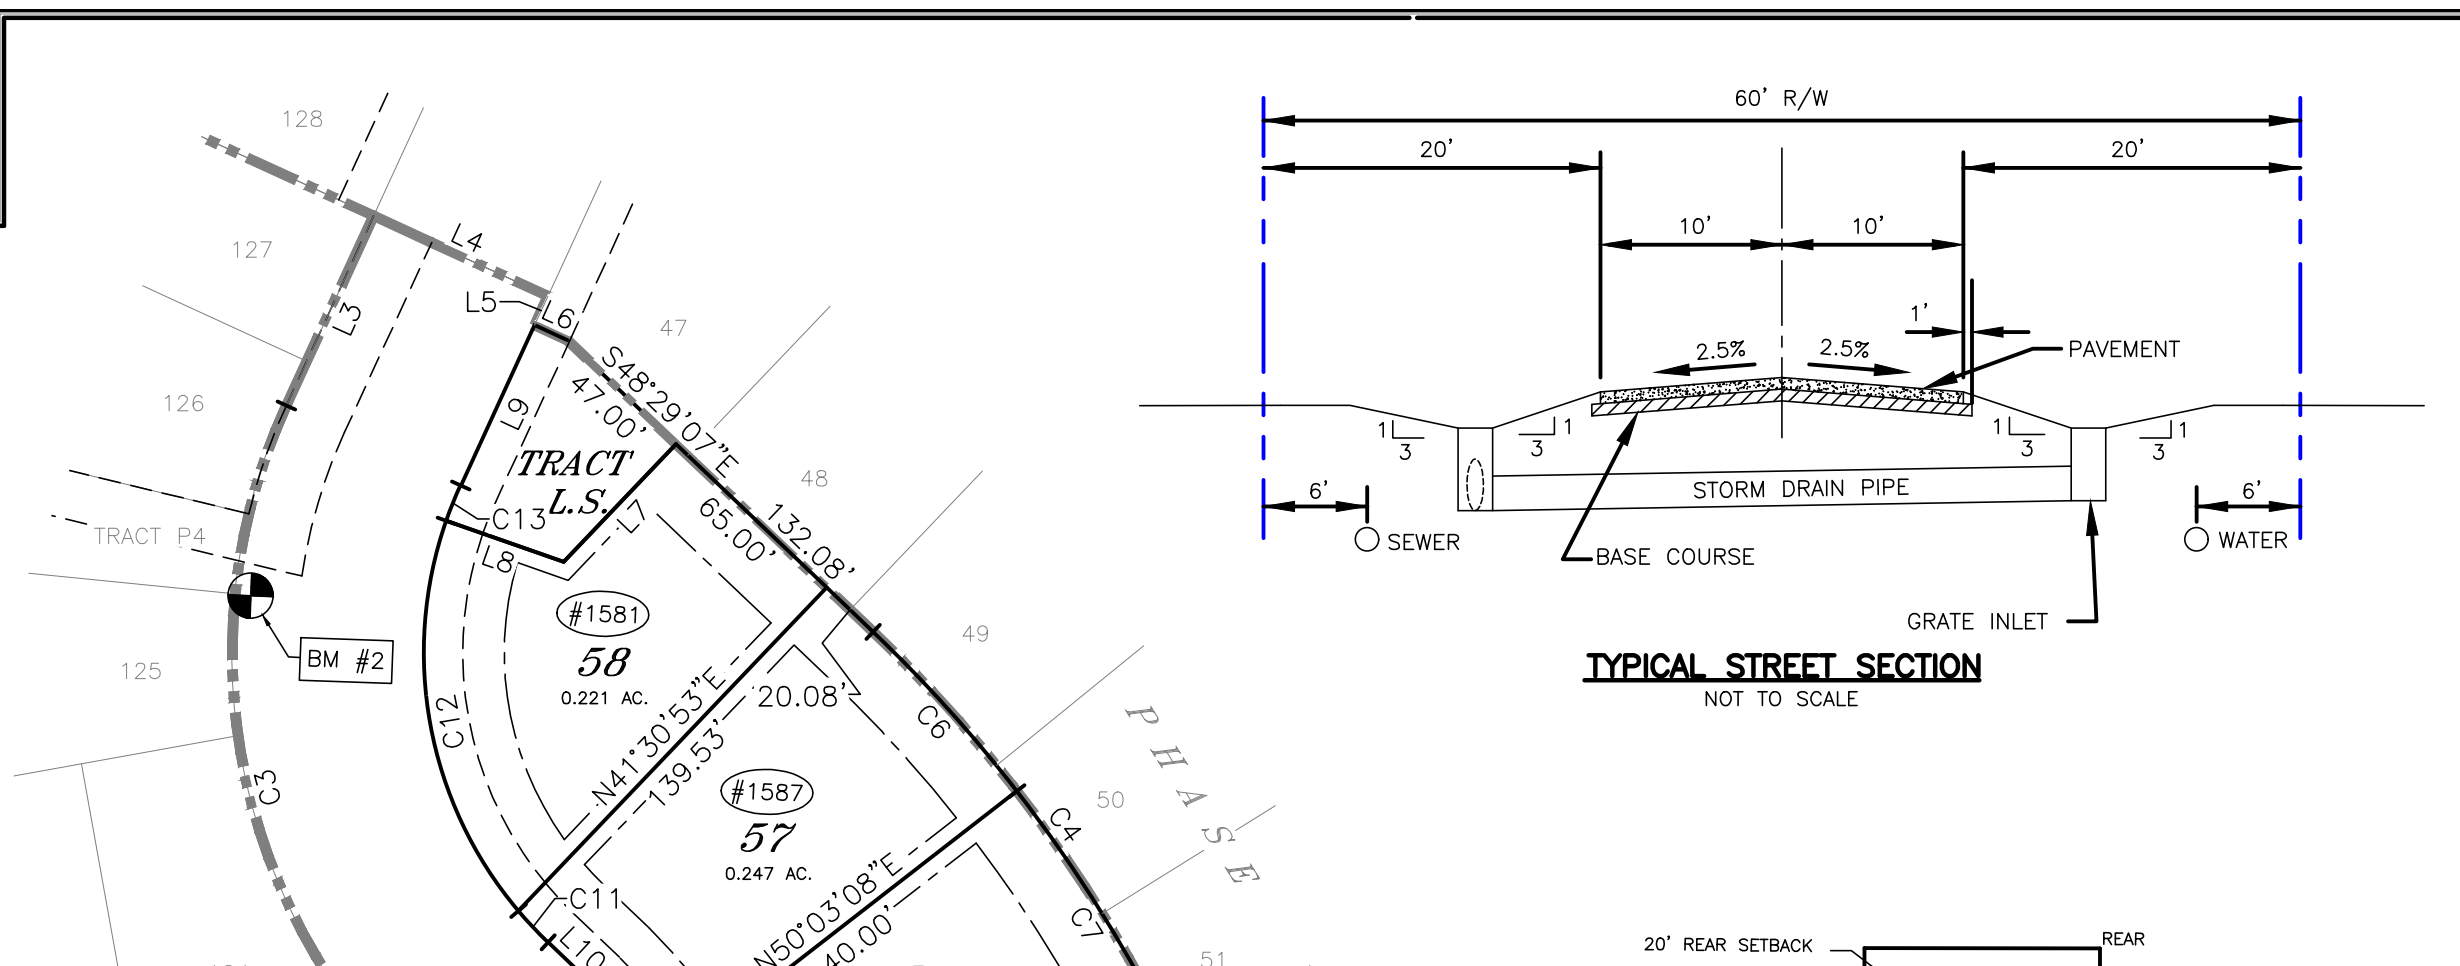 128
127
L4
L5
L6
L3
47
126
S48°29'07"E
47.00'
L9
TRACT
L.S.
48
C13
L7
L8
65.00'
132.08'
TRACT P4
#1581
58
0.221 AC.
49
BM #2
125
N41°30'53"E
139.53'
20.08'
C12
C6
C3
#1587
57
0.247 AC.
PHASE
50
C4
C11
N50°03'08"E
40.00'
C7
L10
51
60' R/W
20'
20'
10'
10'
1'
2.5%
2.5%
PAVEMENT
1
3
1
3
1
3
1
3
STORM DRAIN PIPE
6'
6'
SEWER
WATER
BASE COURSE
GRATE INLET
TYPICAL STREET SECTION
NOT TO SCALE
20' REAR SETBACK
REAR